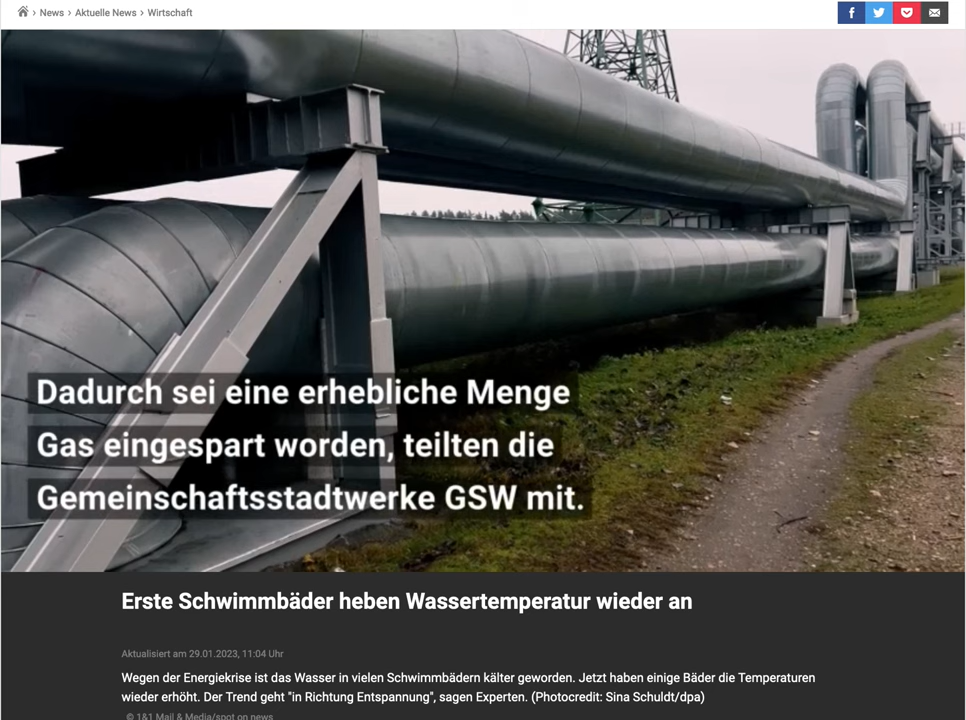 News › Aktuelle News › Wirtschaft
Dadurch sei eine erhebliche Menge
Gas eingespart worden, teilten die
Gemeinschaftsstadtwerke GSW mit.
Erste Schwimmbäder heben Wassertemperatur wieder an
Aktualisiert am 29.01.2023, 11:04 Uhr
Wegen der Energiekrise ist das Wasser in vielen Schwimmbädern kälter geworden. Jetzt haben einige Bäder die Temperaturen
wieder erhöht. Der Trend geht "in Richtung Entspannung", sagen Experten. (Photocredit: Sina Schuldt/dpa)
© 1&1 Mail & Media/spot on news